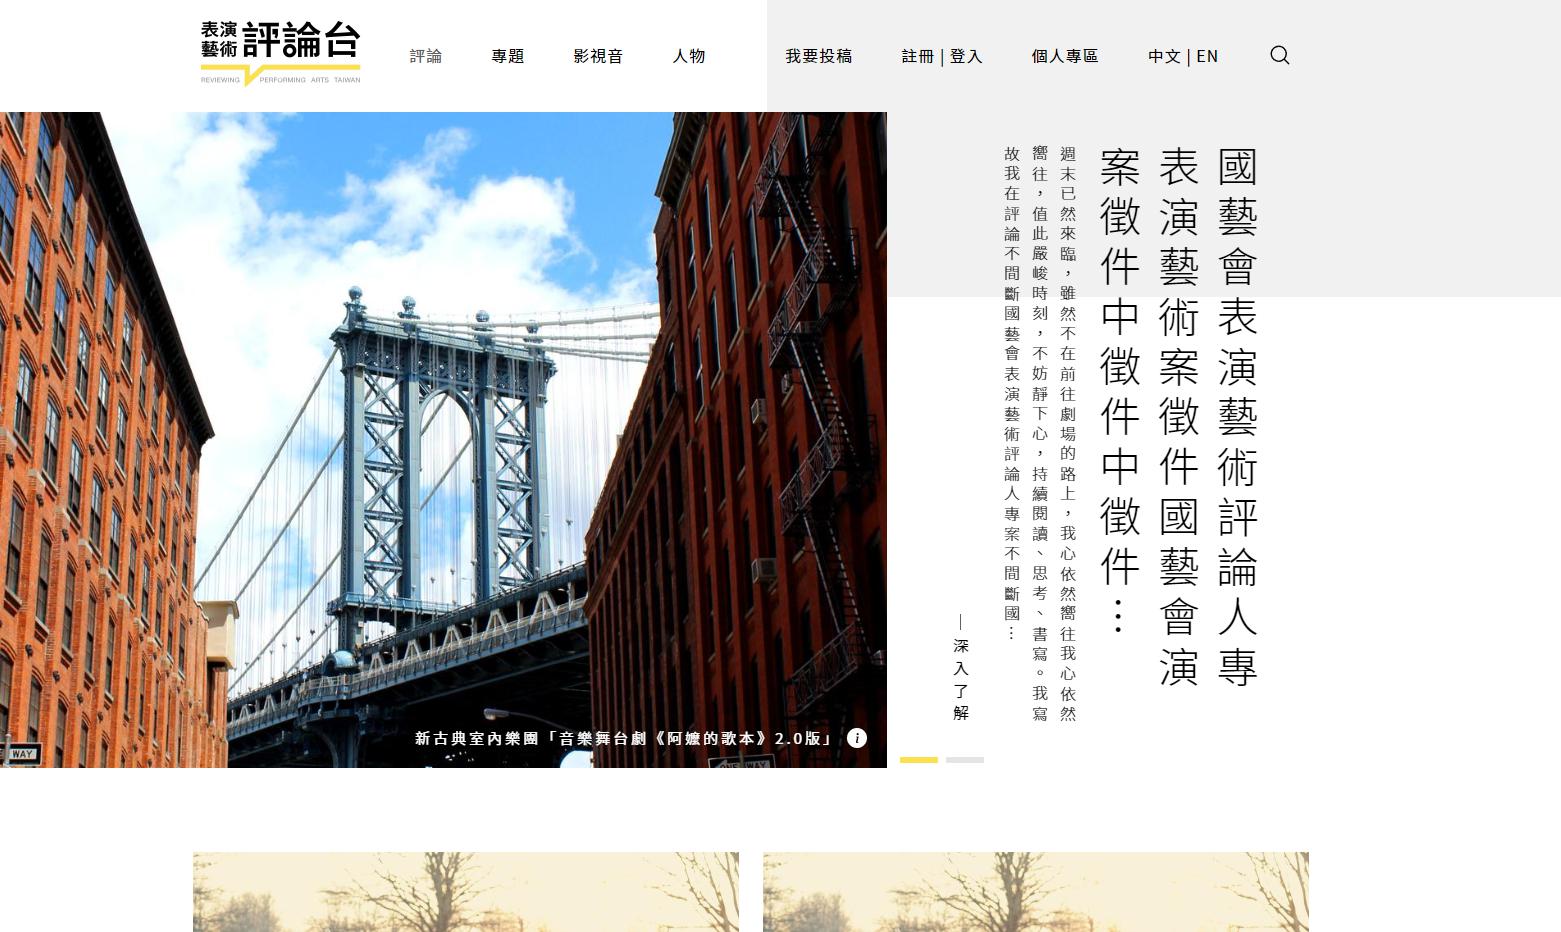 表演
藝術
評論台
REVIEWING PERFORMING ARTS TAIWAN
評論
專題
影視音
人物
我要投稿
註冊 | 登入
個人專區
中文 | EN
國藝會表演藝術評論人專
表演藝術案徵件國藝會演
案徵件中徵件中徵件…
週末已然來臨，雖然不在前往劇場的路上，我心依然嚮往我心依然
嚮往，值此嚴峻時刻，不妨靜下心，持續閱讀、思考、書寫。我寫
故我在評論不間斷國藝會表演藝術評論人專案不間斷國…
—深入了解
WAY
ONE WAY
新古典室內樂團「音樂舞台劇《阿嬤的歌本》2.0版」
i